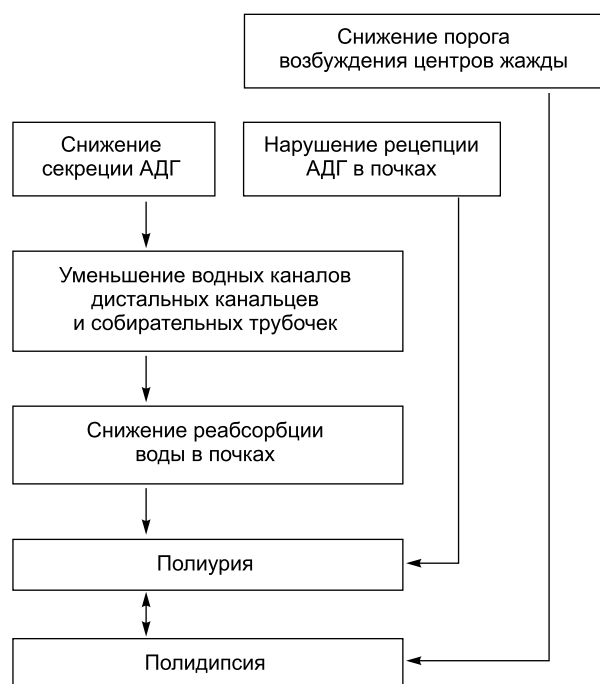 Снижение порога
возбуждения центров жажды
Снижение
секреции АДГ
Нарушение рецепции
АДГ в почках
Уменьшение водных каналов
дистальных канальцев
и собирательных трубочек
Снижение реабсорбции
воды в почках
Полиурия
Полидипсия